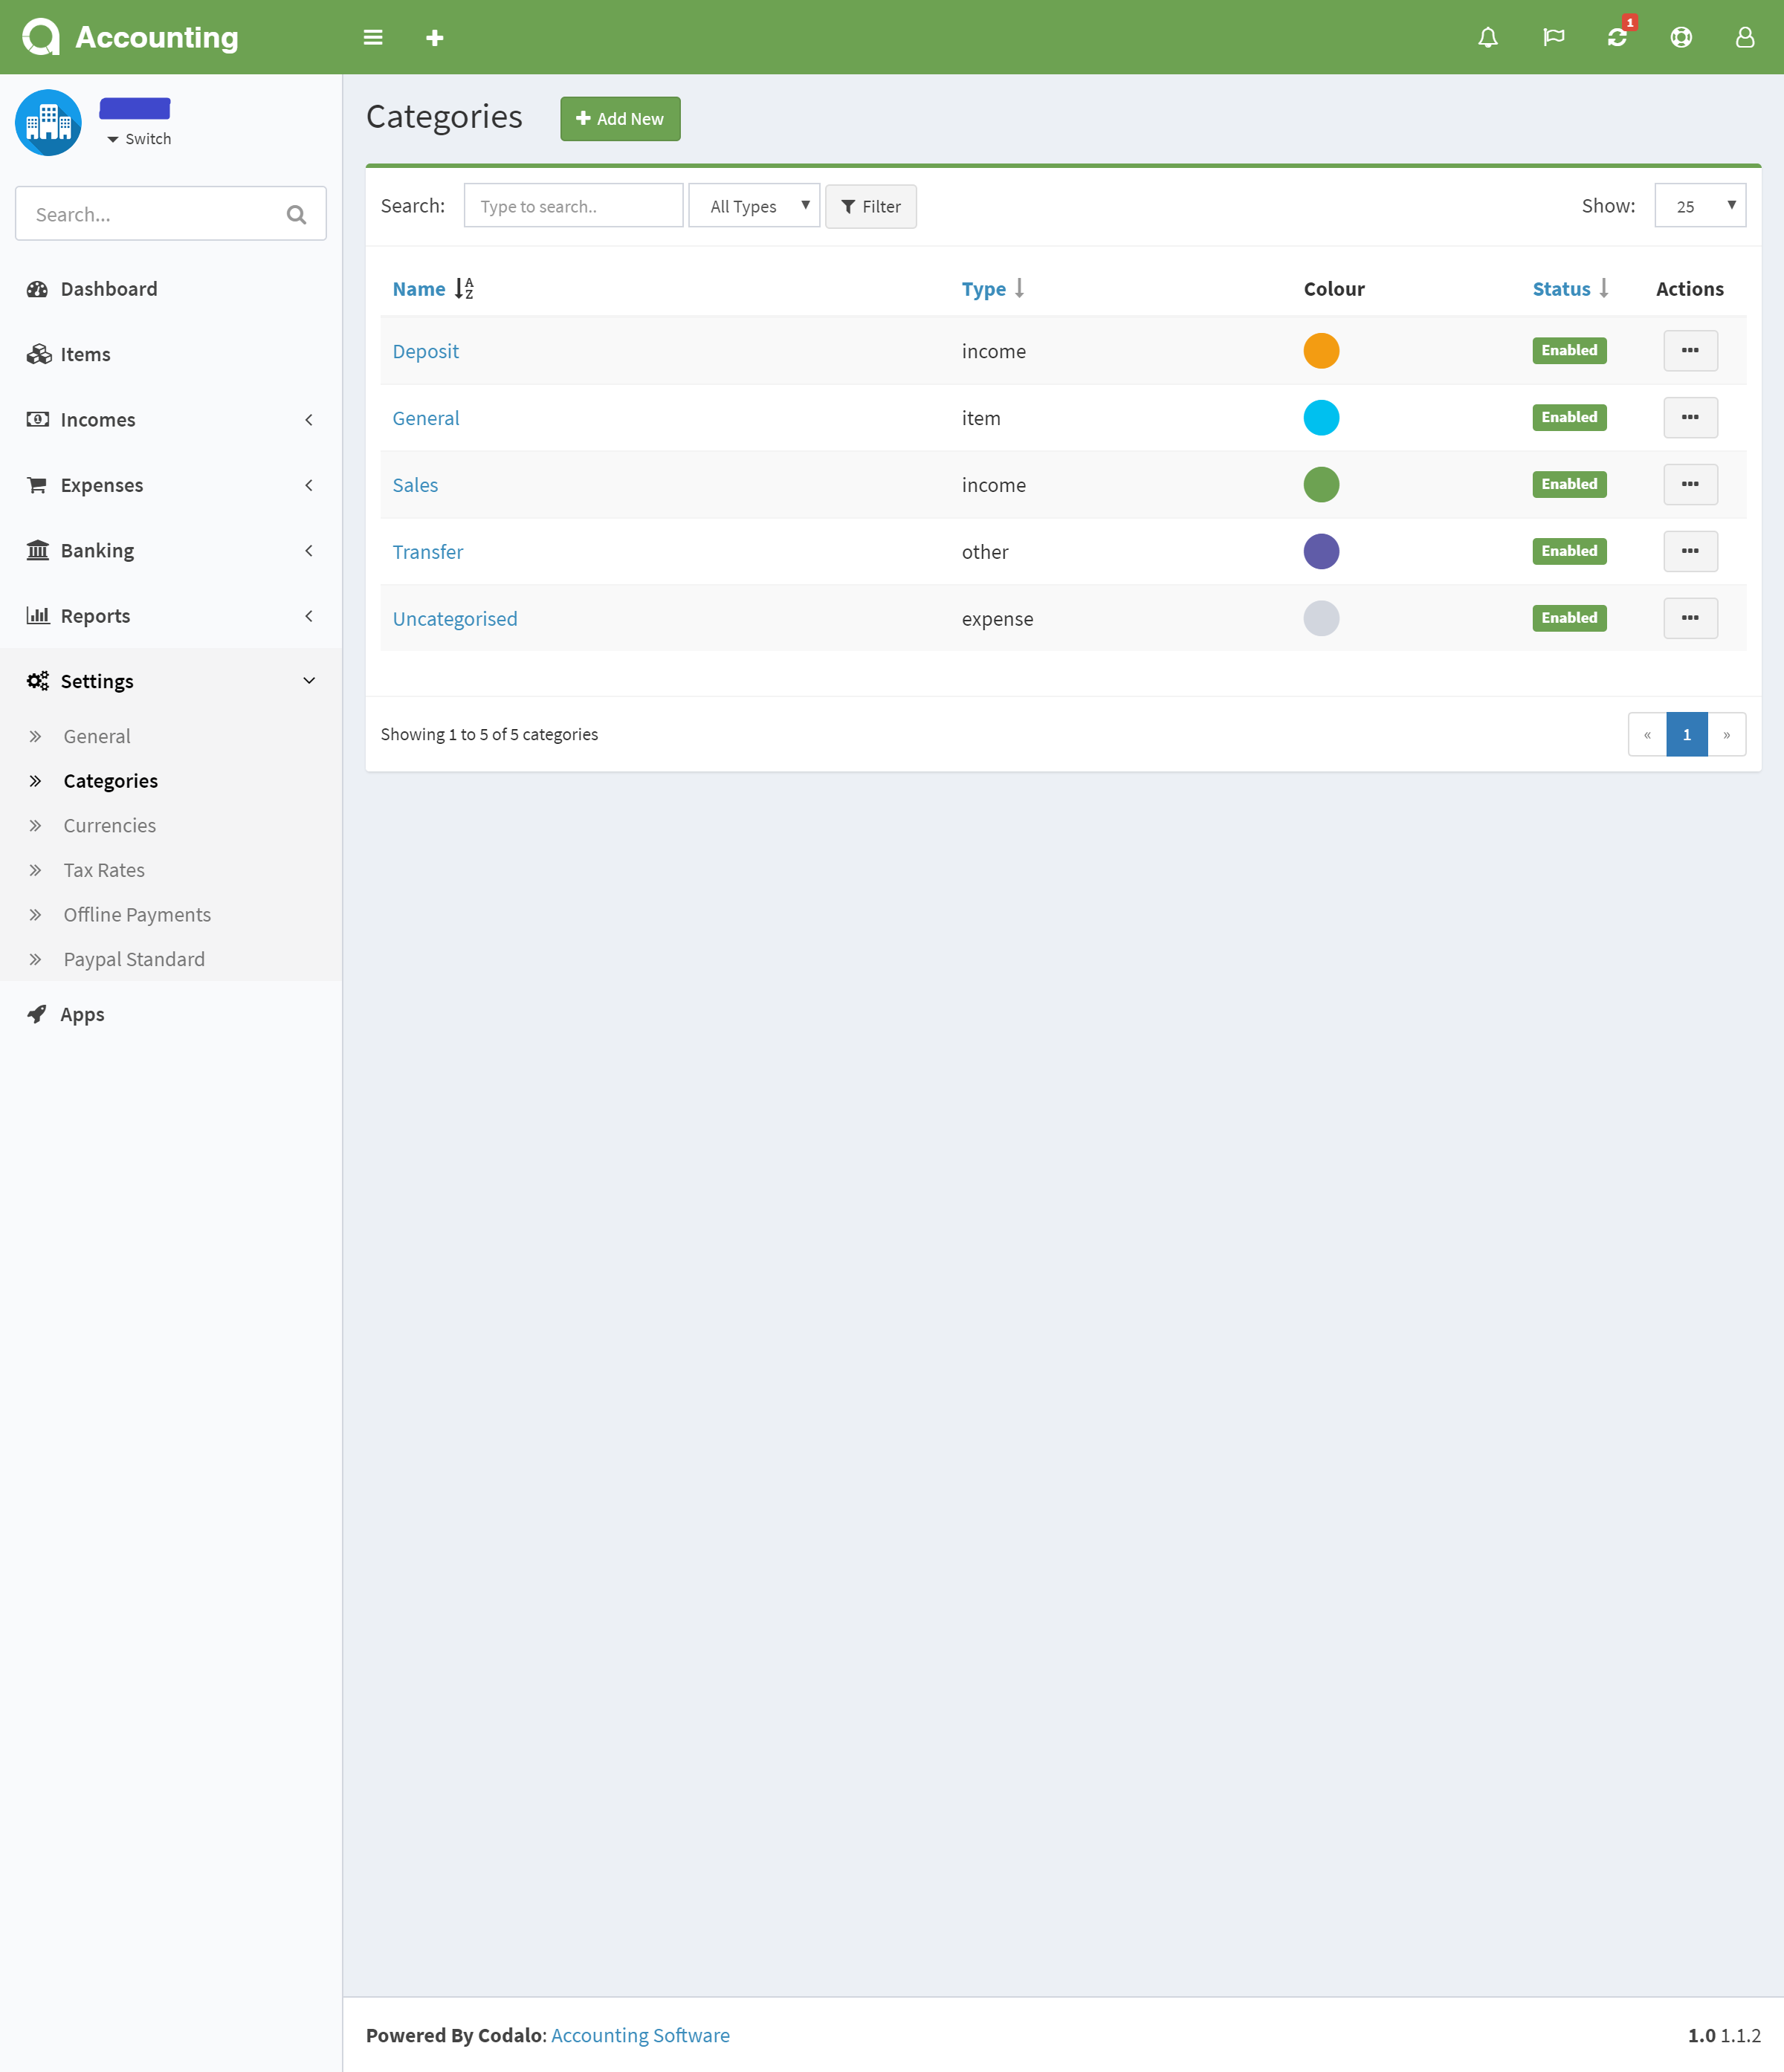 Accounting
1
Switch
Search...
Dashboard
Items
Incomes
Expenses
Banking
Reports
Settings
General
Categories
Currencies
Tax Rates
Offline Payments
Paypal Standard
Apps
Categories
Add New
Search: Type to search.. All Types Filter Show: 25
Name Type Colour Status Actions
Deposit income Enabled
General item Enabled
Sales income Enabled
Transfer other Enabled
Uncategorised expense Enabled
Showing 1 to 5 of 5 categories « 1 »
Powered By Codalo: Accounting Software 1.0 1.1.2